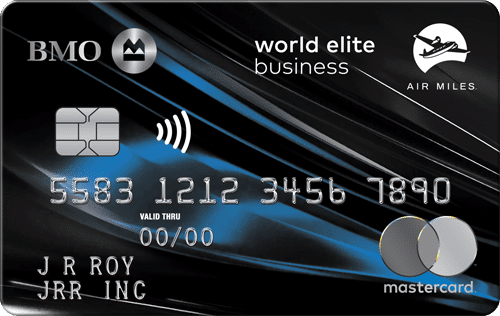 BMO
world elite
business
AIR MILES
5583 1212 3456 7890
VALID THRU
00/00
J R ROY
JRR INC
mastercard